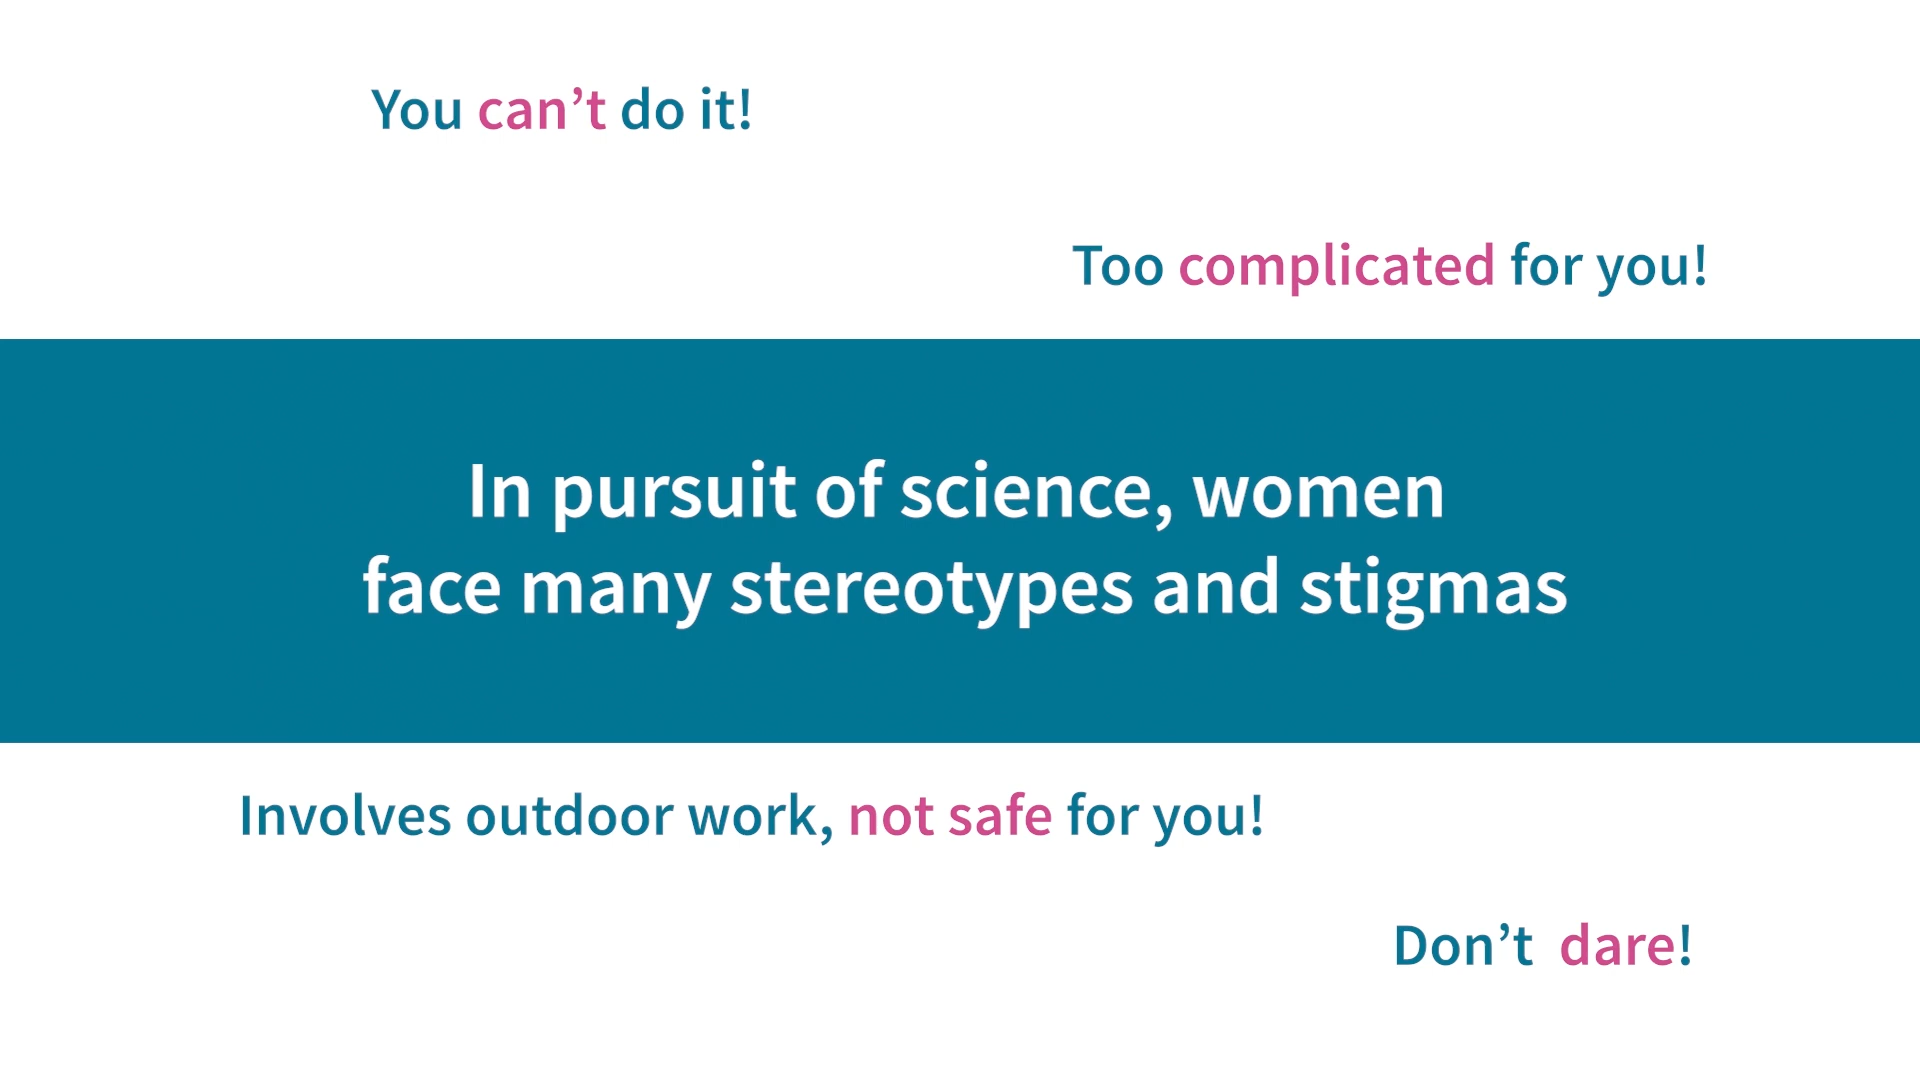 You can’t do it!
Too complicated for you!
In pursuit of science, women
face many stereotypes and stigmas
Involves outdoor work, not safe for you!
Don’t dare!